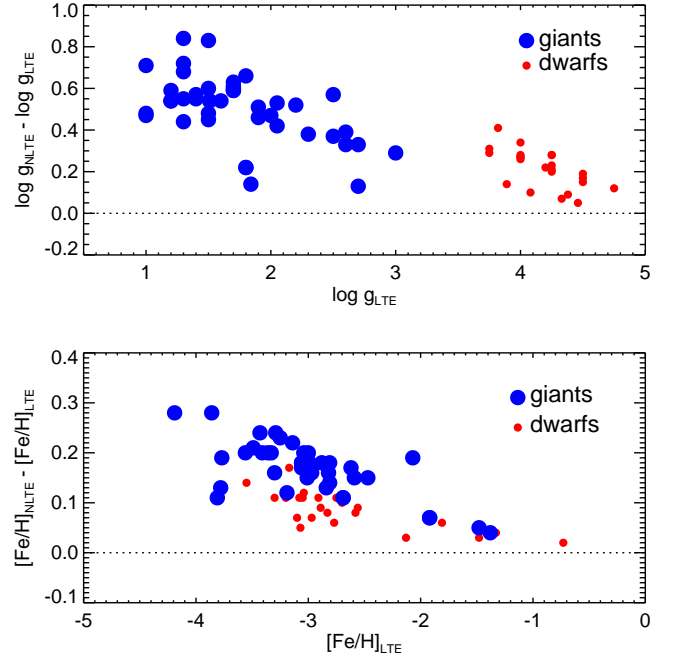 1.0
0.8
0.6
0.4
0.2
0.0
-0.2
log g_NLTE - log g_LTE
giants
dwarfs
1 2 3 4 5
log g_LTE
0.4
0.3
0.2
0.1
0.0
-0.1
[Fe/H]_NLTE - [Fe/H]_LTE
giants
dwarfs
-5 -4 -3 -2 -1 0
[Fe/H]_LTE